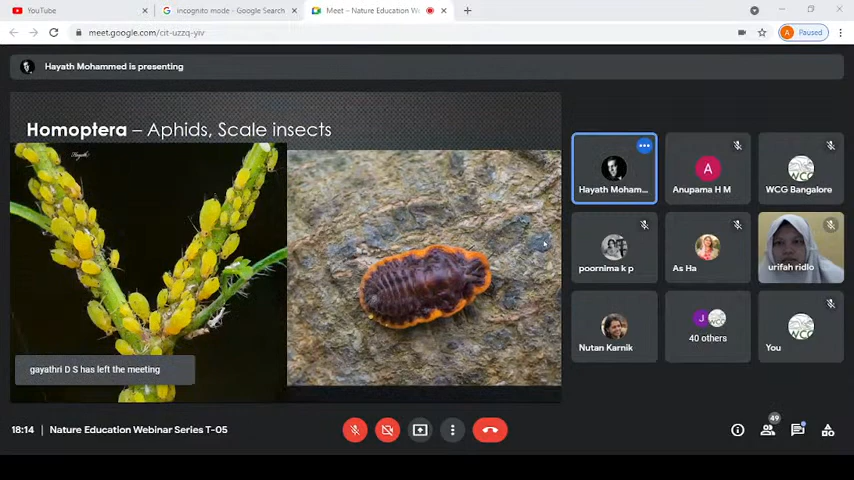 YouTube
incognito mode - Google Search
Meet – Nature Education W
meet.google.com/cit-uzzq-yiv
A Paused
Hayath Mohammed is presenting
Homoptera – Aphids, Scale insects
Hayath
gayathri D S has left the meeting
Hayath Moham...
A
Anupama H M
WCG
WCG Bangalore
poornima k p
As Ha
urifah ridlo
Nutan Karnik
J
40 others
You
49
18:14 | Nature Education Webinar Series T-05